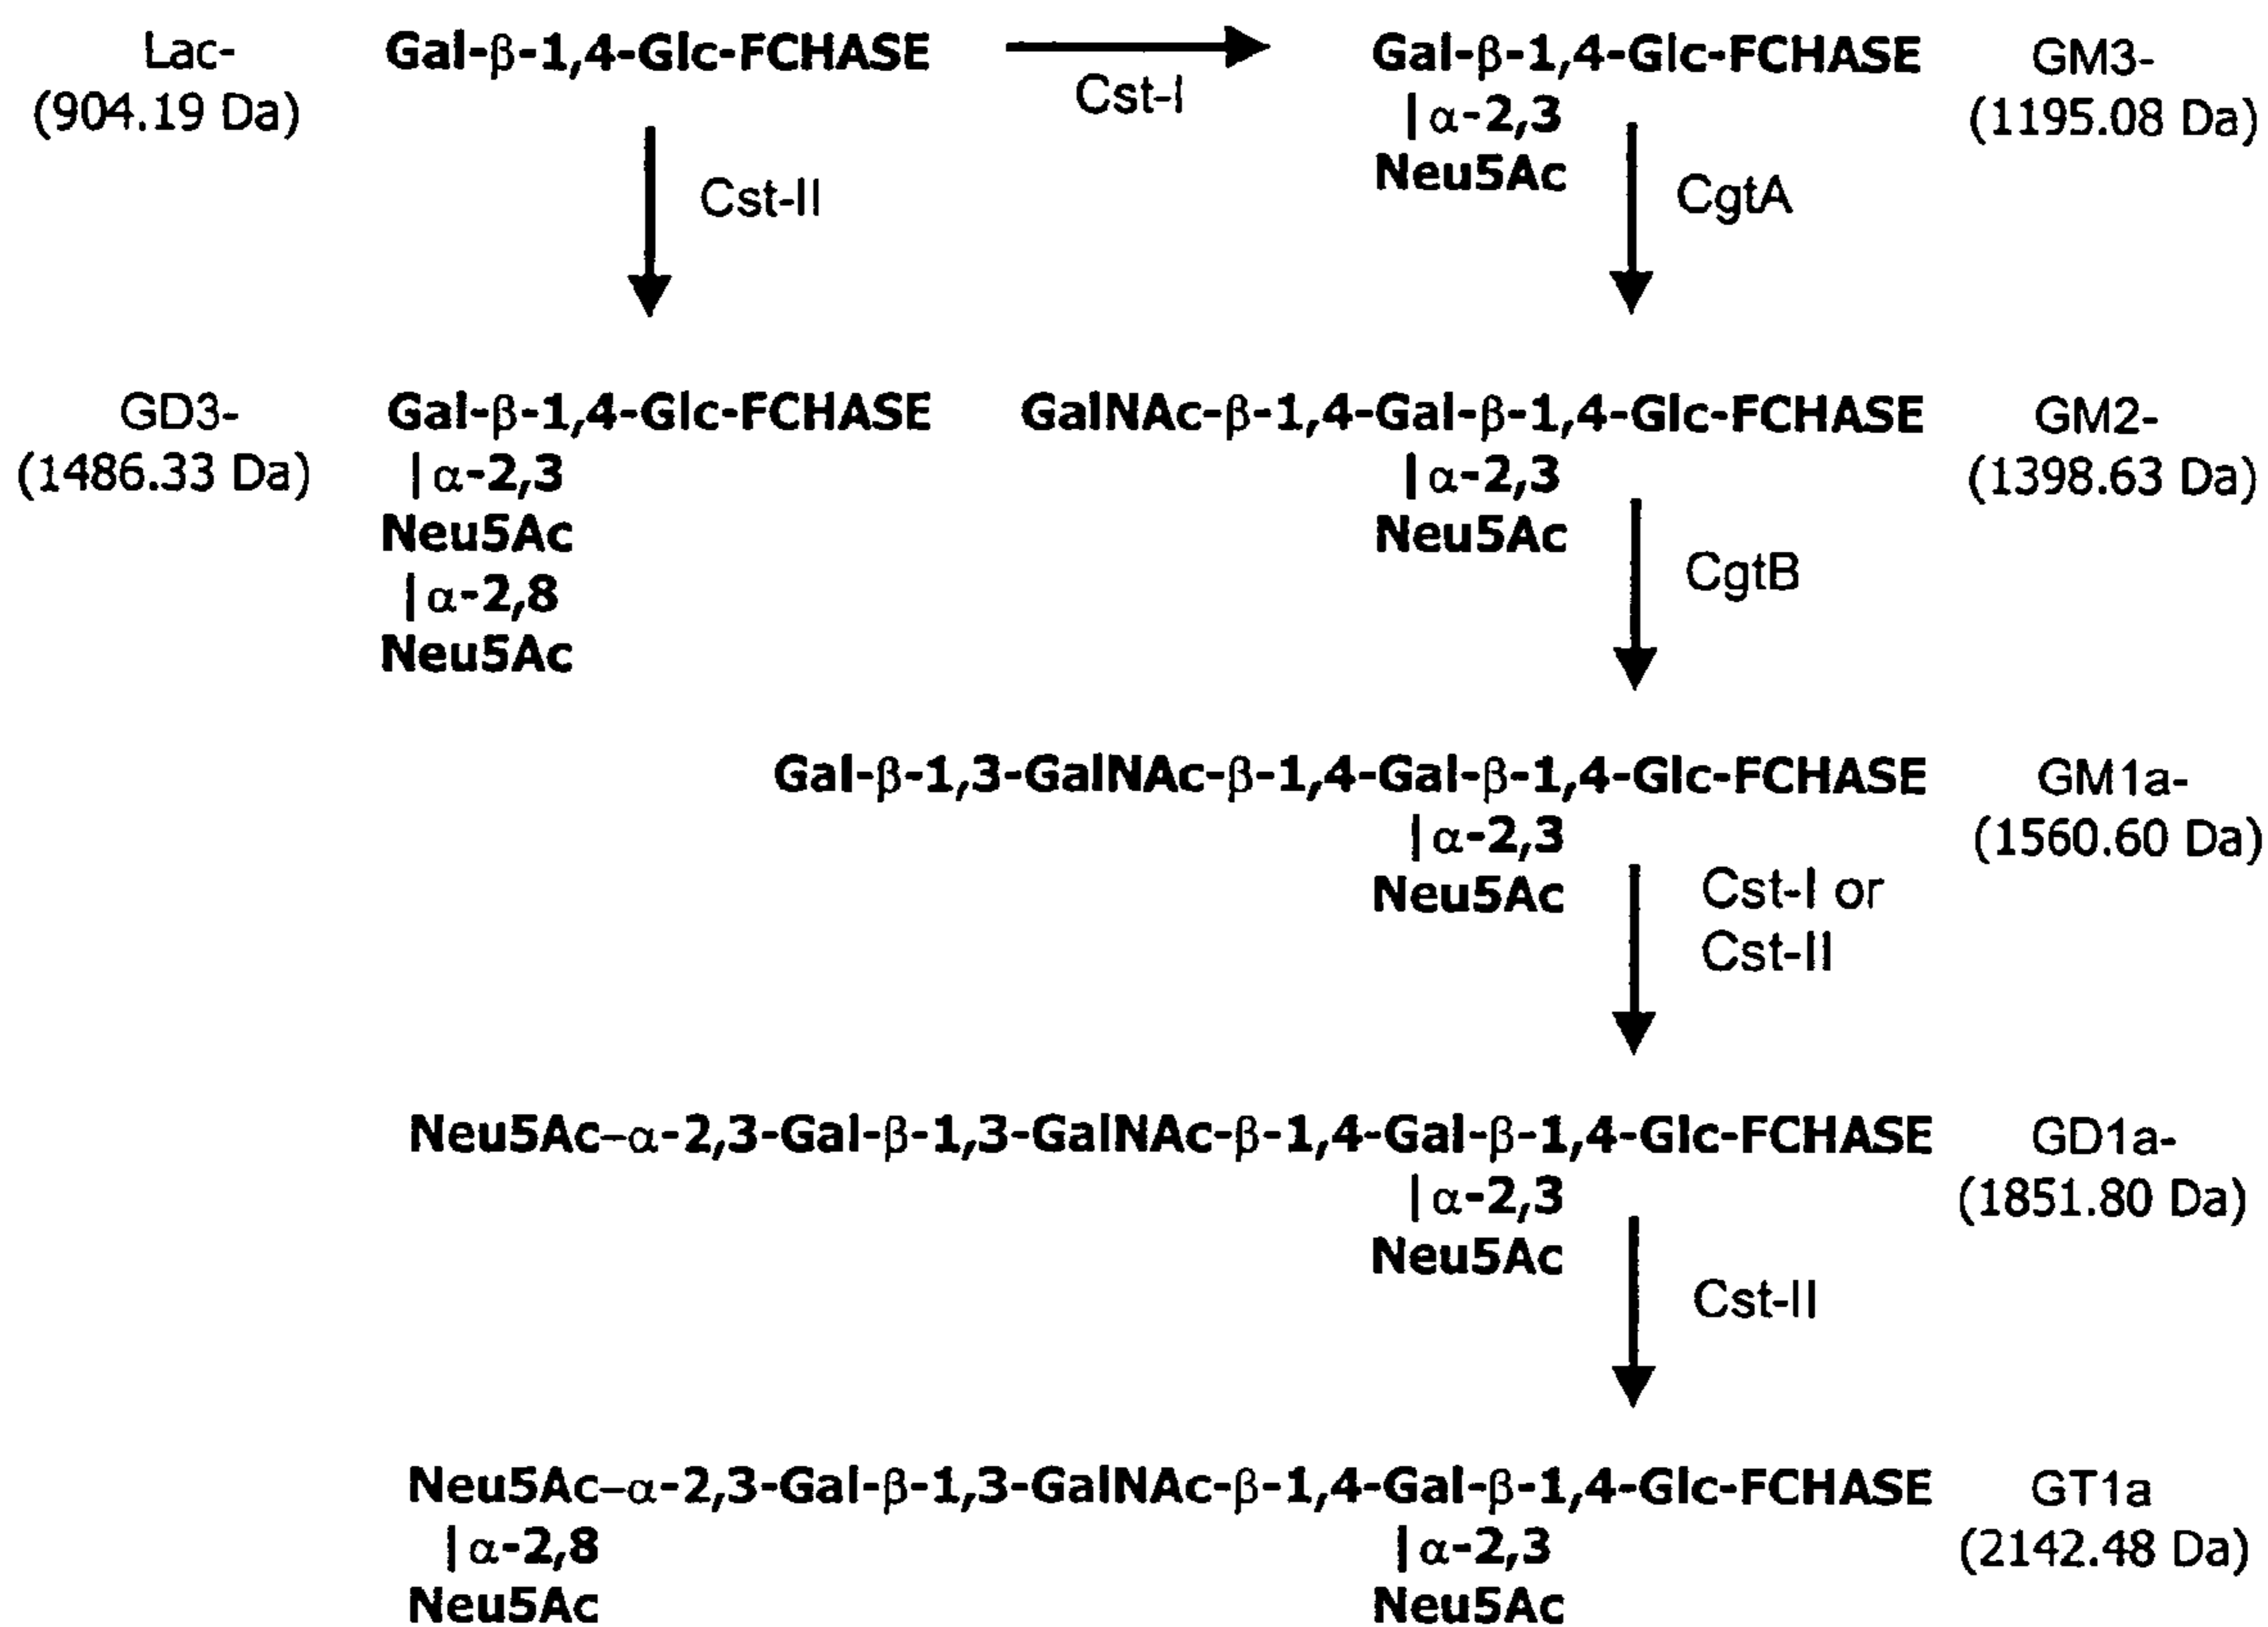 Lac-
(904.19 Da)
Gal-β-1,4-Glc-FCHASE
Cst-I
Gal-β-1,4-Glc-FCHASE
|α-2,3
Neu5Ac
GM3-
(1195.08 Da)
Cst-II
CgtA
GD3-
(1486.33 Da)
Gal-β-1,4-Glc-FCHASE
|α-2,3
Neu5Ac
|α-2,8
Neu5Ac
GalNAc-β-1,4-Gal-β-1,4-Glc-FCHASE
|α-2,3
Neu5Ac
GM2-
(1398.63 Da)
CgtB
Gal-β-1,3-GalNAc-β-1,4-Gal-β-1,4-Glc-FCHASE
|α-2,3
Neu5Ac
GM1a-
(1560.60 Da)
Cst-I or
Cst-II
Neu5Ac–α-2,3-Gal-β-1,3-GalNAc-β-1,4-Gal-β-1,4-Glc-FCHASE
|α-2,3
Neu5Ac
GD1a-
(1851.80 Da)
Cst-II
Neu5Ac–α-2,3-Gal-β-1,3-GalNAc-β-1,4-Gal-β-1,4-Glc-FCHASE
|α-2,8
Neu5Ac
|α-2,3
Neu5Ac
GT1a
(2142.48 Da)